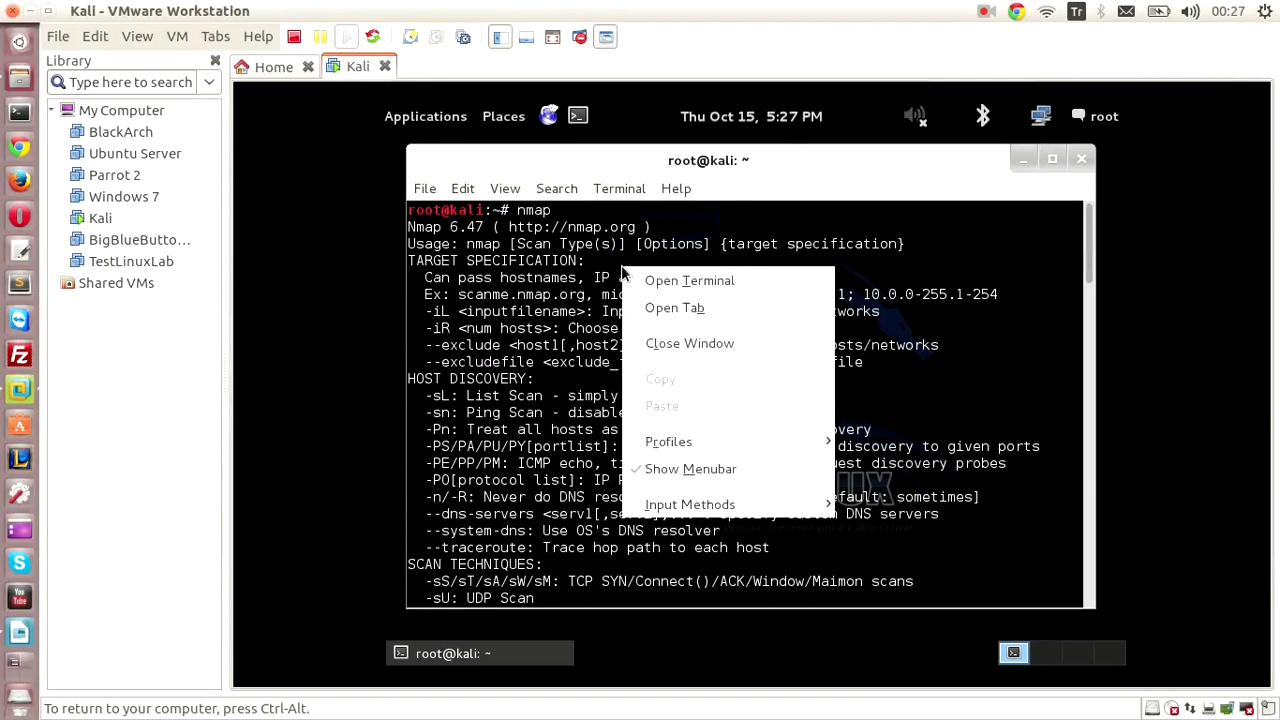 Kali - VMware Workstation
Tr
00:27
File Edit View VM Tabs Help
Library
Type here to search
Home
Kali
My Computer
BlackArch
Ubuntu Server
Parrot 2
Windows 7
Kali
BigBlueButto...
TestLinuxLab
Shared VMs
Applications Places
Thu Oct 15, 5:27 PM
root
root@kali: ~
File Edit View Search Terminal Help
root@kali:~# nmap
Nmap 6.47 ( http://nmap.org )
Usage: nmap [Scan Type(s)] [Options] {target specification}
TARGET SPECIFICATION:
Can pass hostnames, IP
Ex: scanme.nmap.org, mic 1; 10.0.0-255.1-254
-iL <inputfilename>: Inp tworks
-iR <num hosts>: Choose
--exclude <host1[,host2] sts/networks
--excludefile <exclude_ file
HOST DISCOVERY:
-sL: List Scan - simply
-sn: Ping Scan - disable
-Pn: Treat all hosts as overy
-PS/PA/PU/PY[portlist]: discovery to given ports
-PE/PP/PM: ICMP echo, ti uest discovery probes
-PO[protocol list]: IP P
-n/-R: Never do DNS reso efault: sometimes]
--dns-servers <serv1[,se DNS servers
--system-dns: Use OS's DNS resolver
--traceroute: Trace hop path to each host
SCAN TECHNIQUES:
-sS/sT/sA/sW/sM: TCP SYN/Connect()/ACK/Window/Maimon scans
-sU: UDP Scan
Open Terminal
Open Tab
Close Window
Copy
Paste
Profiles
Show Menubar
Input Methods
UX
root@kali: ~
You Tube
To return to your computer, press Ctrl-Alt.